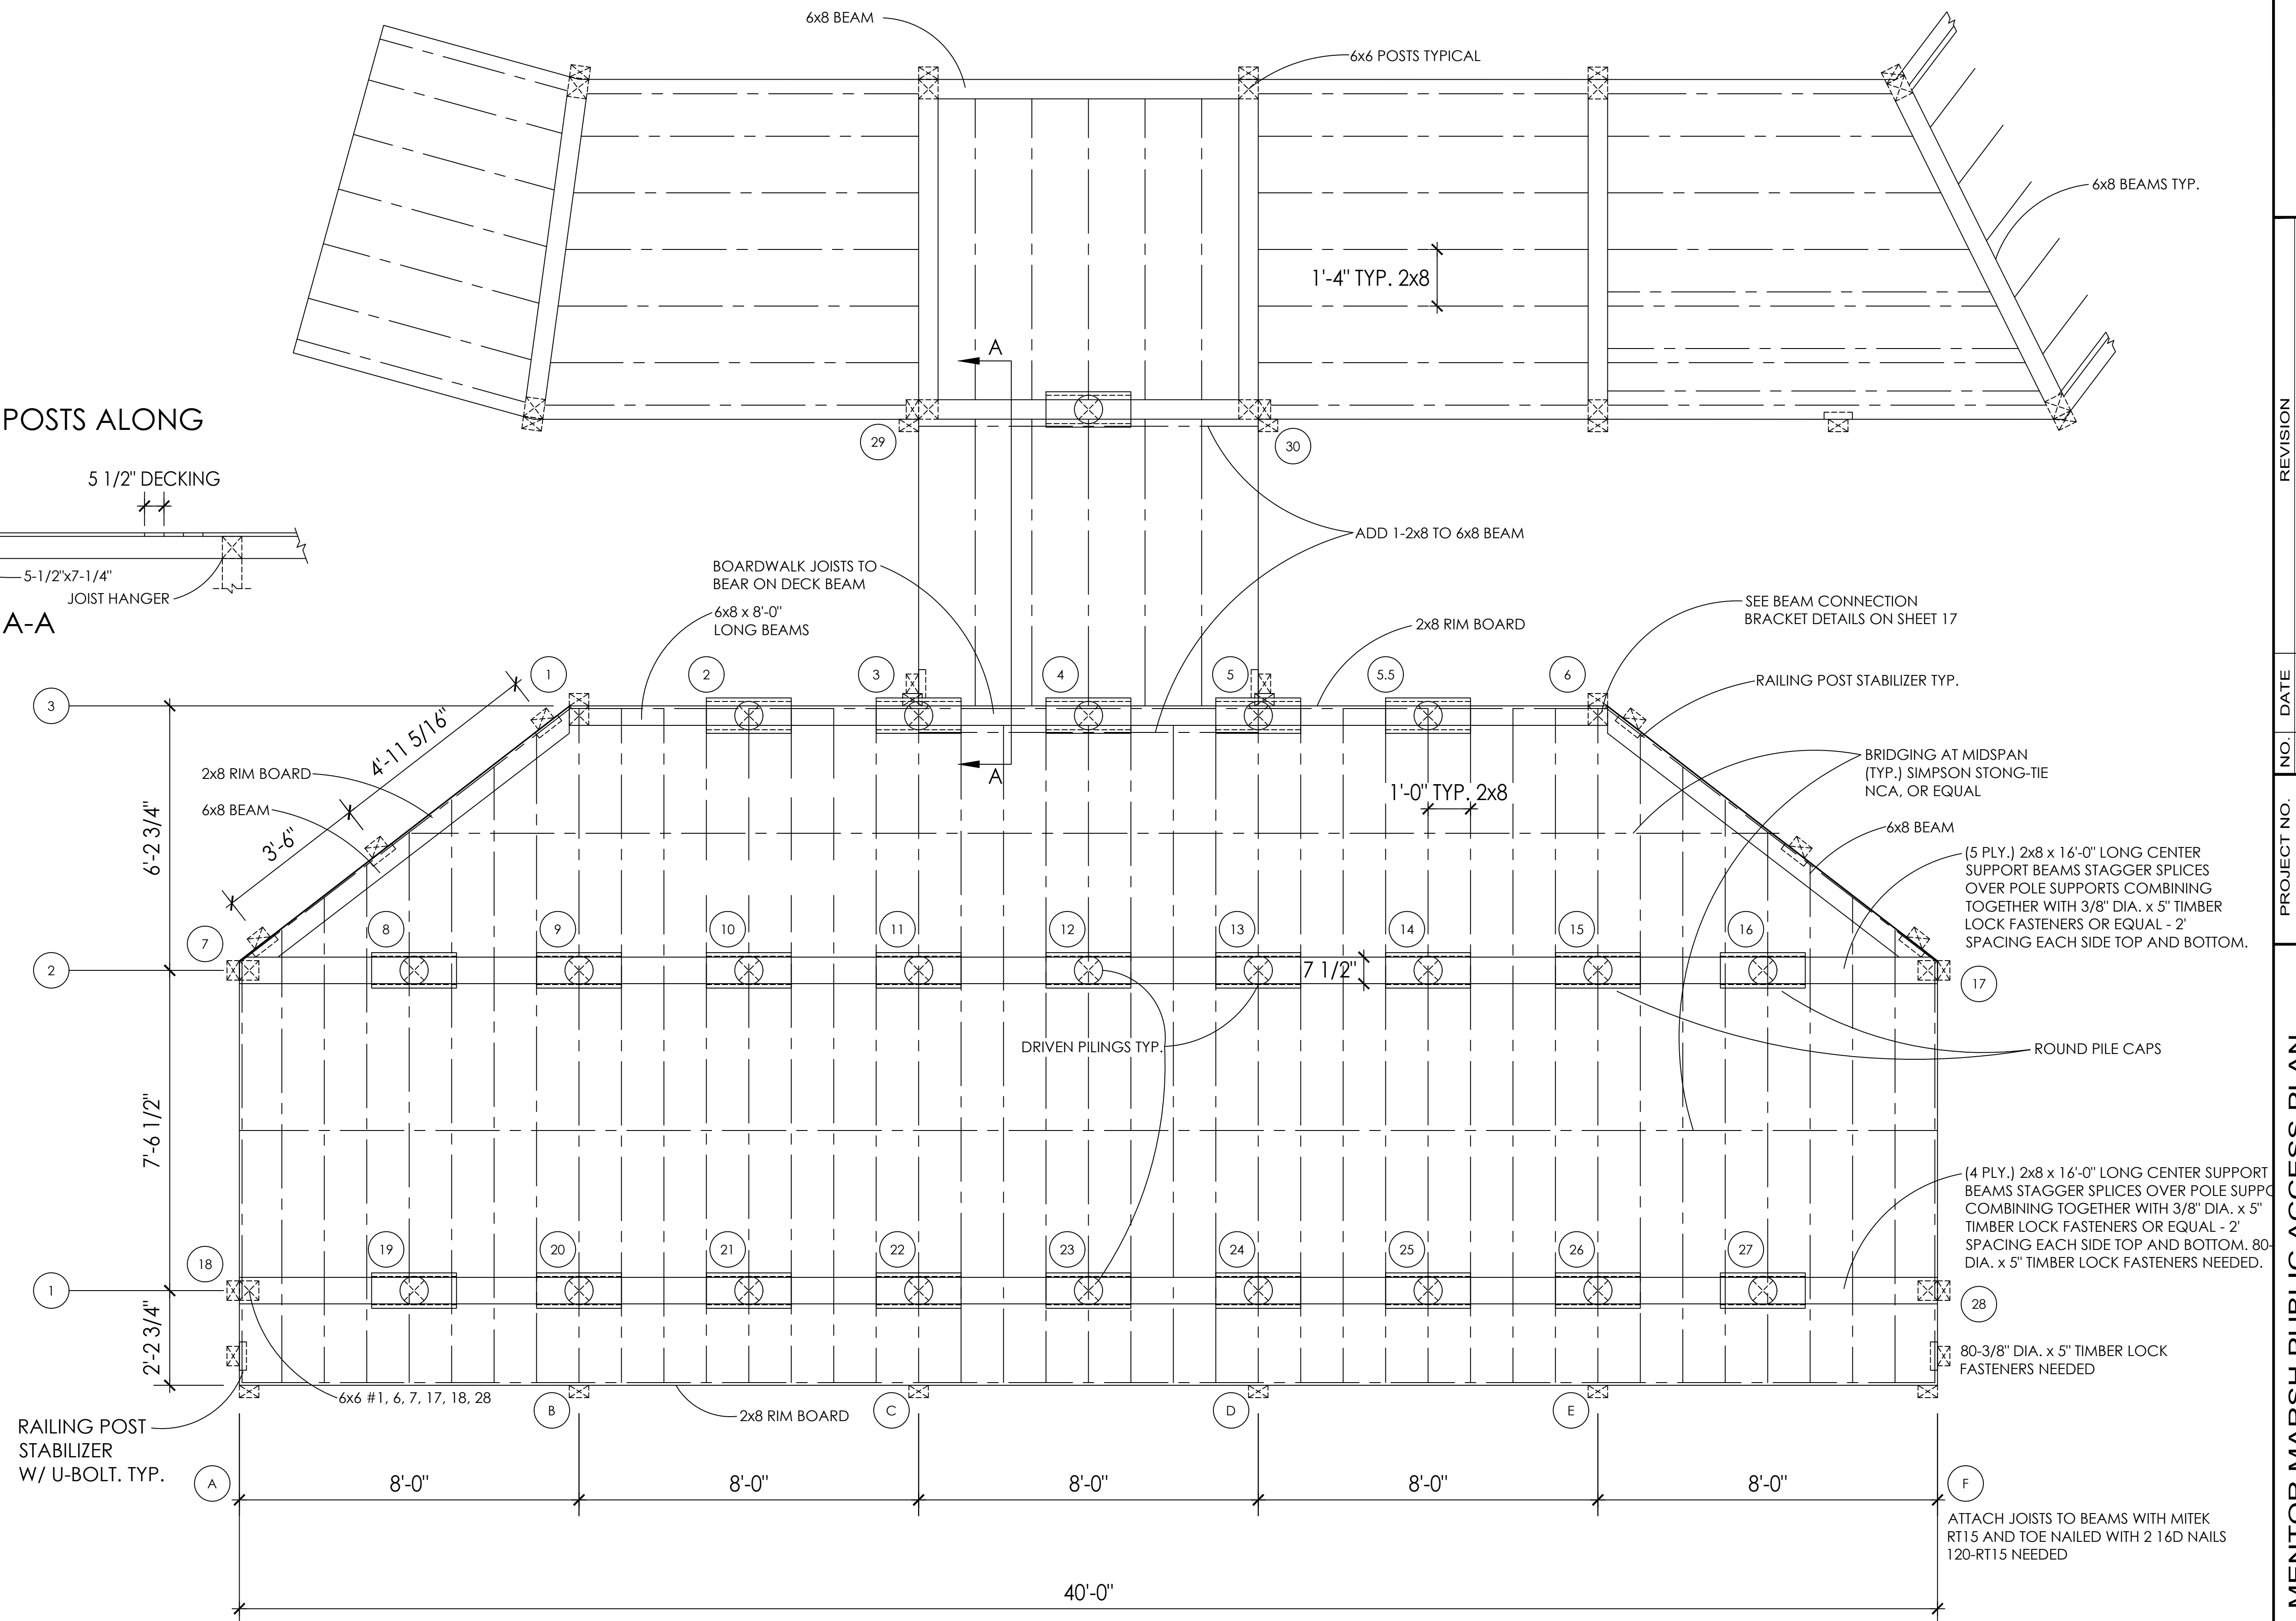 6x8 BEAM
6x6 POSTS TYPICAL
6x8 BEAMS TYP.
1'-4" TYP. 2x8
A
POSTS ALONG
29
30
5 1/2" DECKING
5-1/2"x7-1/4"
JOIST HANGER
A-A
ADD 1-2x8 TO 6x8 BEAM
BOARDWALK JOISTS TO
BEAR ON DECK BEAM
6x8 x 8'-0"
LONG BEAMS
2x8 RIM BOARD
SEE BEAM CONNECTION
BRACKET DETAILS ON SHEET 17
RAILING POST STABILIZER TYP.
3
1
2
3
4
5
5.5
6
A
4'-11 5/16"
3'-6"
2x8 RIM BOARD
6x8 BEAM
6'-2 3/4"
1'-0" TYP. 2x8
BRIDGING AT MIDSPAN
(TYP.) SIMPSON STONG-TIE
NCA, OR EQUAL
6x8 BEAM
(5 PLY.) 2x8 x 16'-0" LONG CENTER
SUPPORT BEAMS STAGGER SPLICES
OVER POLE SUPPORTS COMBINING
TOGETHER WITH 3/8" DIA. x 5" TIMBER
LOCK FASTENERS OR EQUAL - 2'
SPACING EACH SIDE TOP AND BOTTOM.
7
8
9
10
11
12
13
14
15
16
2
7 1/2"
17
DRIVEN PILINGS TYP.
ROUND PILE CAPS
7'-6 1/2"
(4 PLY.) 2x8 x 16'-0" LONG CENTER SUPPORT
BEAMS STAGGER SPLICES OVER POLE SUPPO
COMBINING TOGETHER WITH 3/8" DIA. x 5"
TIMBER LOCK FASTENERS OR EQUAL - 2'
SPACING EACH SIDE TOP AND BOTTOM. 80-
DIA. x 5" TIMBER LOCK FASTENERS NEEDED.
18
19
20
21
22
23
24
25
26
27
1
28
2'-2 3/4"
80-3/8" DIA. x 5" TIMBER LOCK
FASTENERS NEEDED
6x6 #1, 6, 7, 17, 18, 28
2x8 RIM BOARD
B
C
D
E
RAILING POST
STABILIZER
W/ U-BOLT. TYP.
A
8'-0"
8'-0"
8'-0"
8'-0"
8'-0"
F
ATTACH JOISTS TO BEAMS WITH MITEK
RT15 AND TOE NAILED WITH 2 16D NAILS
120-RT15 NEEDED
40'-0"
REVISION
DATE
NO.
PROJECT NO.
MENTOR MARSH PUBLIC ACCESS PLAN